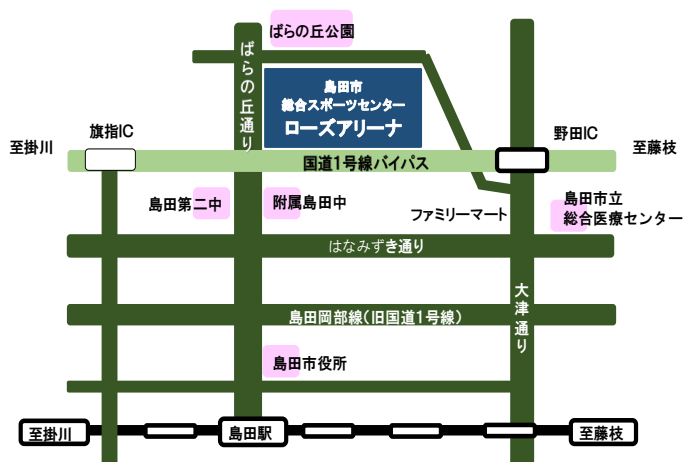 ばらの丘公園
ばらの丘通り
島田市
総合スポーツセンター
ローズアリーナ
旗指IC
野田IC
至掛川
至藤枝
国道1号線バイパス
島田第二中
附属島田中
ファミリーマート
島田市立
総合医療センター
はなみずき通り
大津通り
島田岡部線(旧国道1号線)
島田市役所
至掛川
島田駅
至藤枝